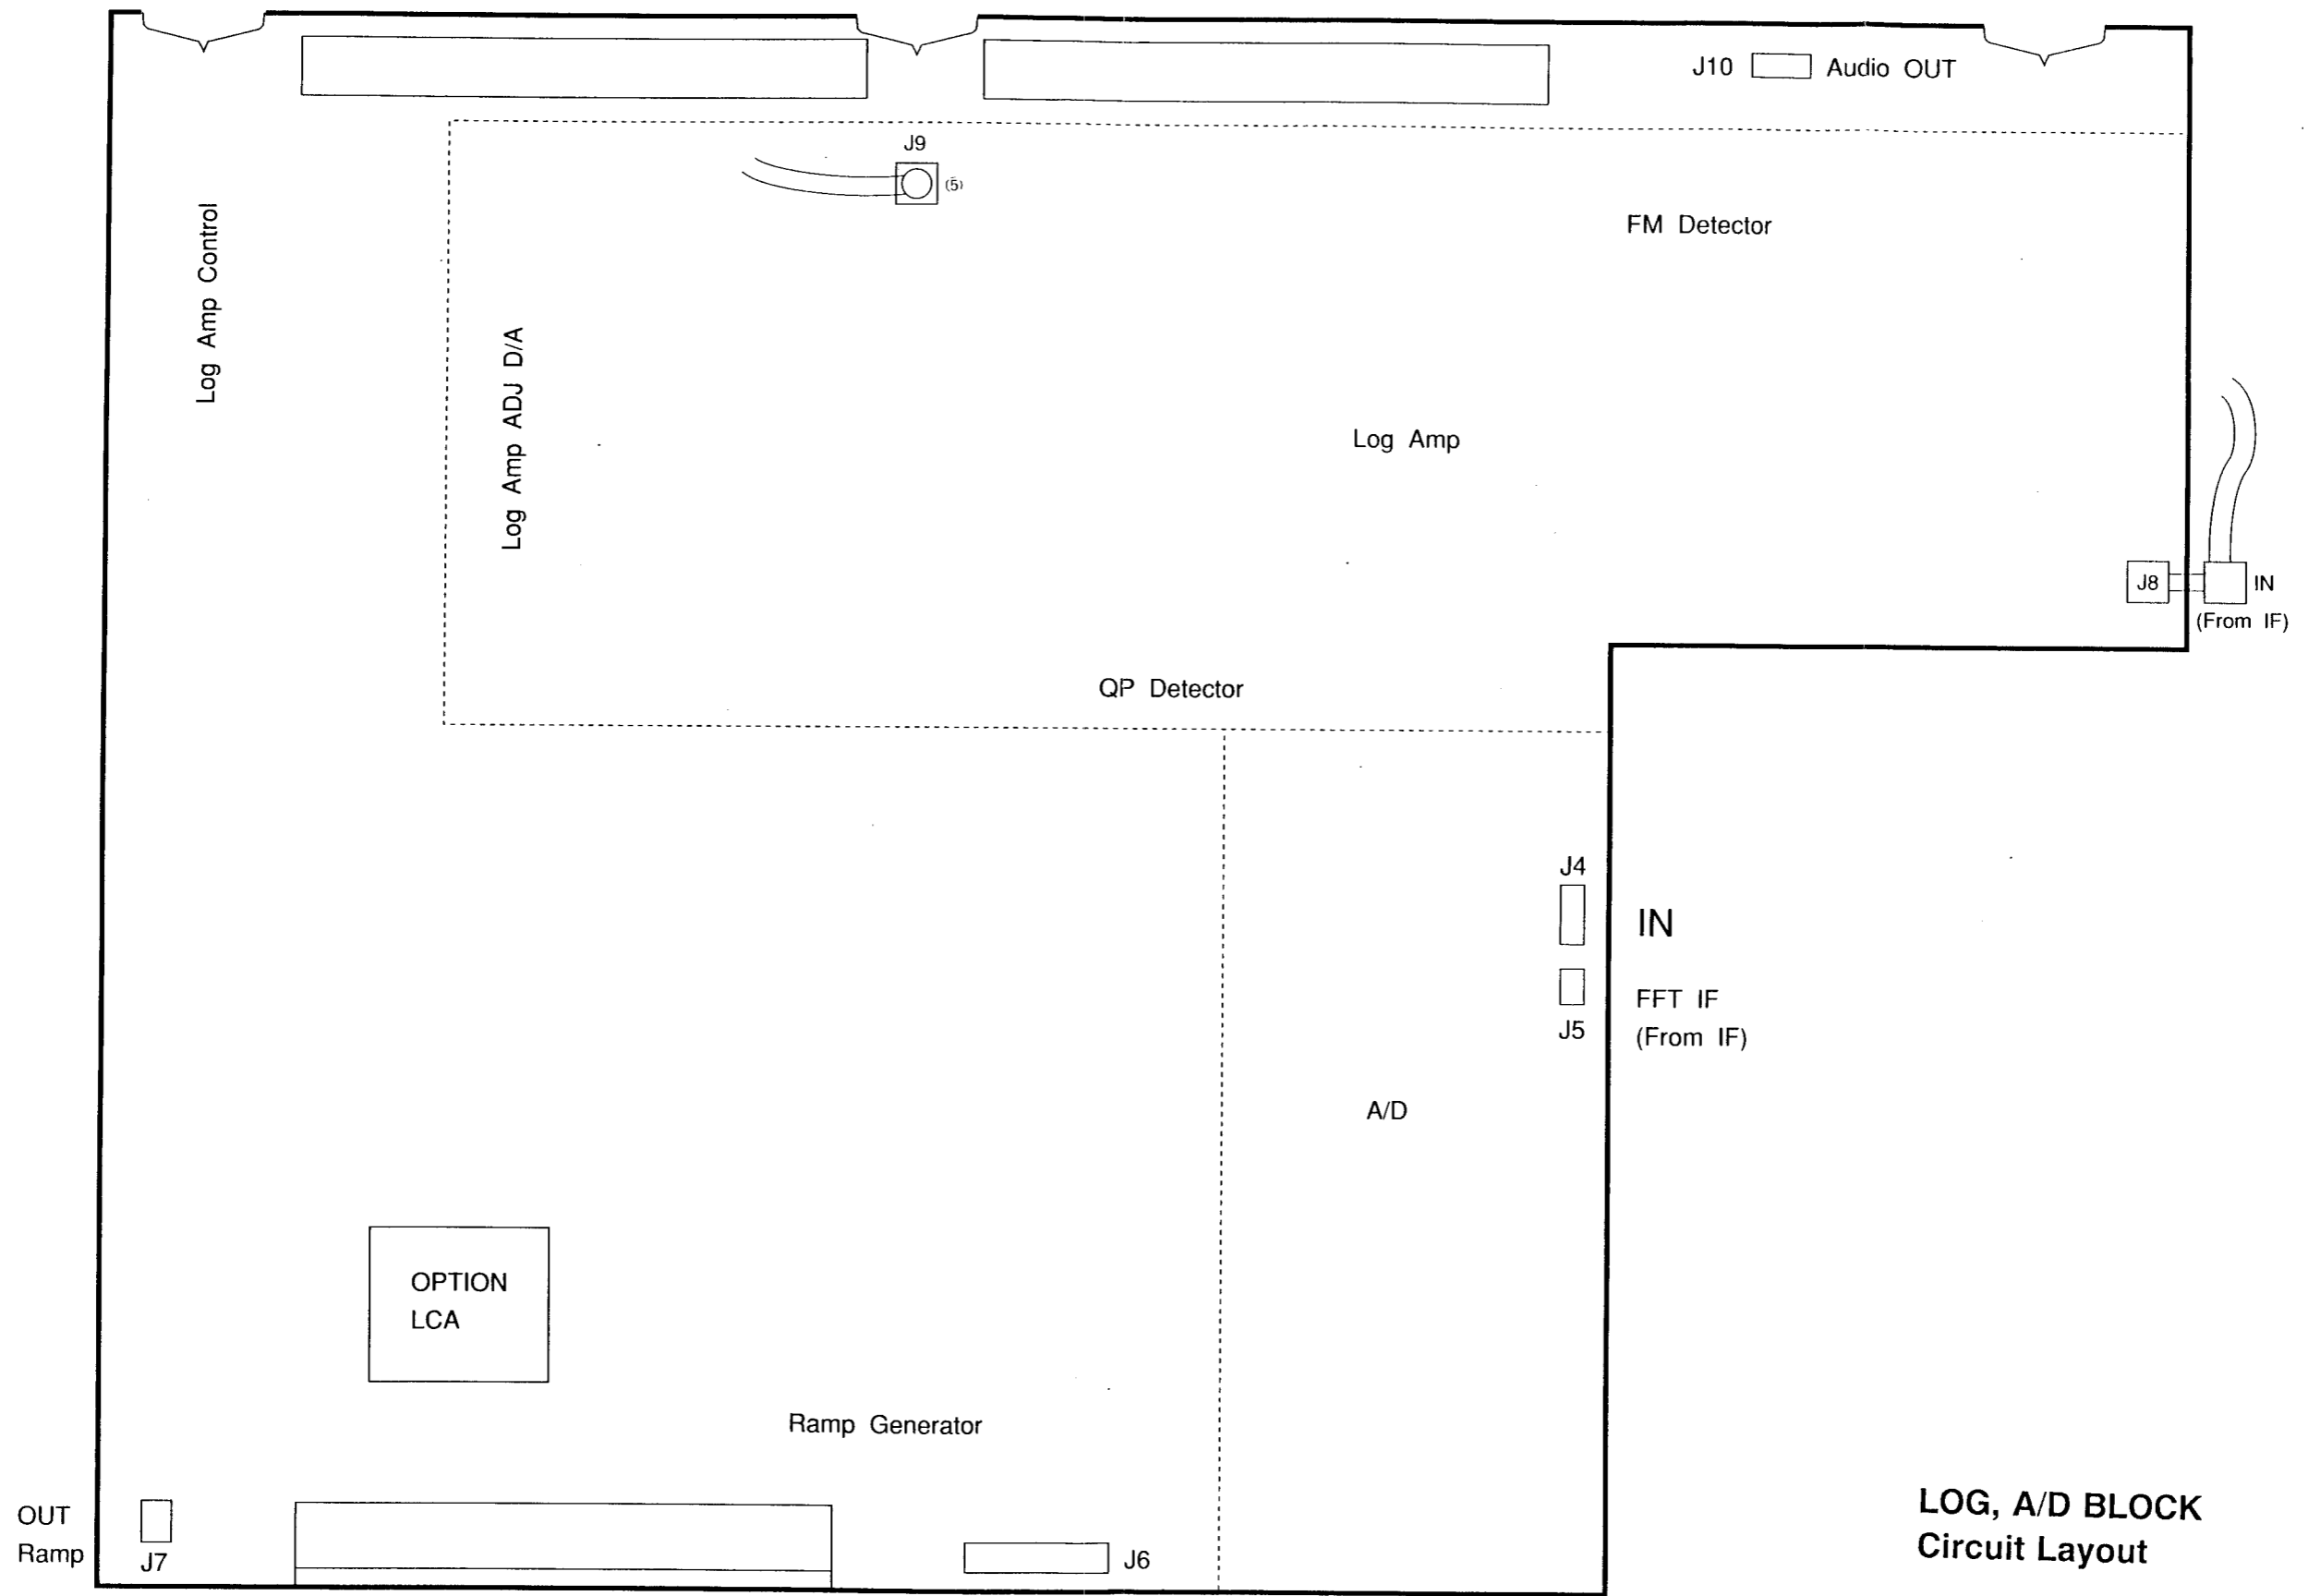 J10 Audio OUT
J9
(5)
FM Detector
Log Amp Control
Log Amp ADJ D/A
Log Amp
J8 IN
(From IF)
QP Detector
J4
IN
FFT IF
J5
(From IF)
A/D
OPTION
LCA
Ramp Generator
OUT
Ramp
J7
J6
LOG, A/D BLOCK
Circuit Layout